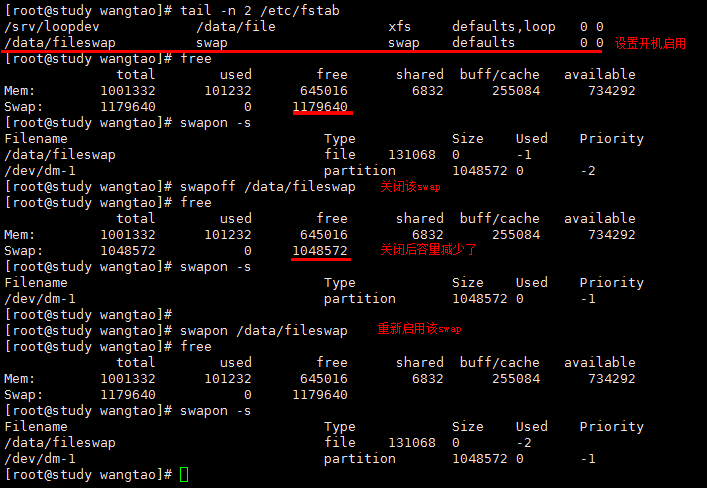 [root@study wangtao]# tail -n 2 /etc/fstab
/srv/loopdev /data/file xfs defaults,loop 0 0
/data/fileswap swap swap defaults 0 0 设置开机启用
[root@study wangtao]# free
total used free shared buff/cache available
Mem: 1001332 101232 645016 6832 255084 734292
Swap: 1179640 0 1179640
[root@study wangtao]# swapon -s
Filename Type Size Used Priority
/data/fileswap file 131068 0 -1
/dev/dm-1 partition 1048572 0 -2
[root@study wangtao]# swapoff /data/fileswap 关闭该swap
[root@study wangtao]# free
total used free shared buff/cache available
Mem: 1001332 101232 645016 6832 255084 734292
Swap: 1048572 0 1048572 关闭后容量减少了
[root@study wangtao]# swapon -s
Filename Type Size Used Priority
/dev/dm-1 partition 1048572 0 -1
[root@study wangtao]#
[root@study wangtao]# swapon /data/fileswap 重新启用该swap
[root@study wangtao]# free
total used free shared buff/cache available
Mem: 1001332 101232 645016 6832 255084 734292
Swap: 1179640 0 1179640
[root@study wangtao]# swapon -s
Filename Type Size Used Priority
/data/fileswap file 131068 0 -2
/dev/dm-1 partition 1048572 0 -1
[root@study wangtao]#